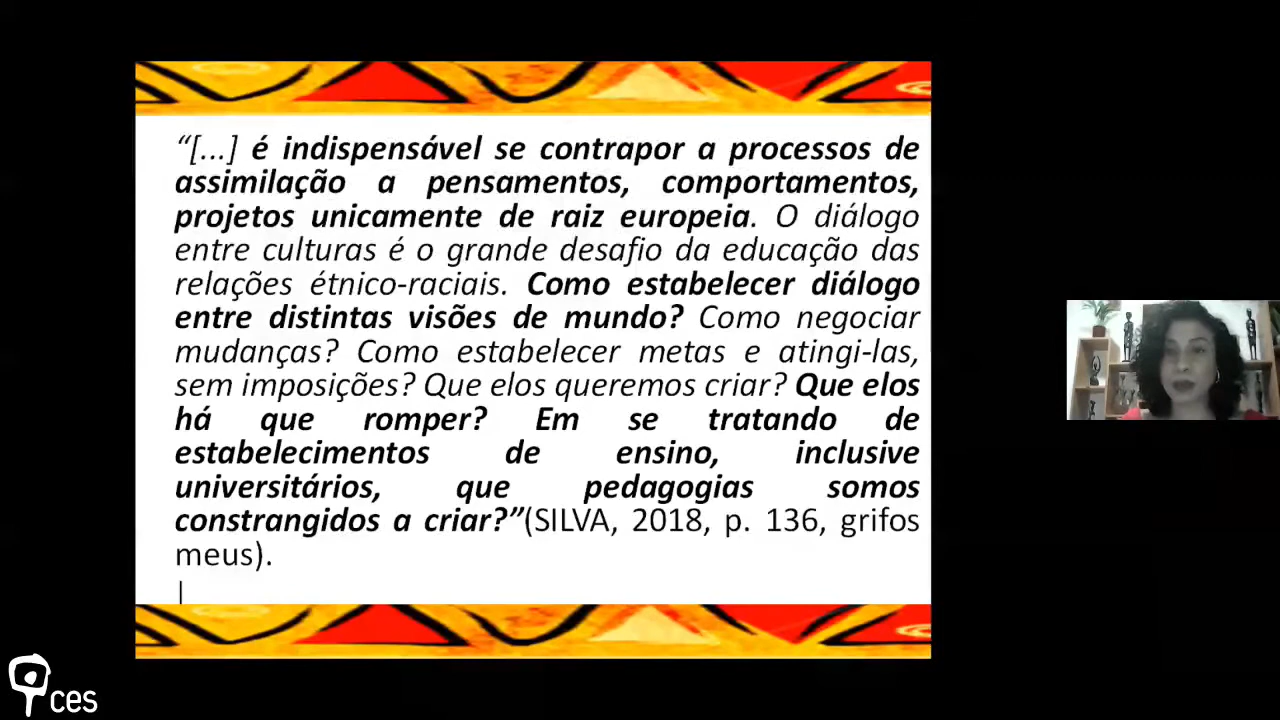 “[...] é indispensável se contrapor a processos de
assimilação a pensamentos, comportamentos,
projetos unicamente de raiz europeia. O diálogo
entre culturas é o grande desafio da educação das
relações étnico-raciais. Como estabelecer diálogo
entre distintas visões de mundo? Como negociar
mudanças? Como estabelecer metas e atingi-las,
sem imposições? Que elos queremos criar? Que elos
há que romper? Em se tratando de
estabelecimentos de ensino, inclusive
universitários, que pedagogias somos
constrangidos a criar?”(SILVA, 2018, p. 136, grifos
meus).
ces